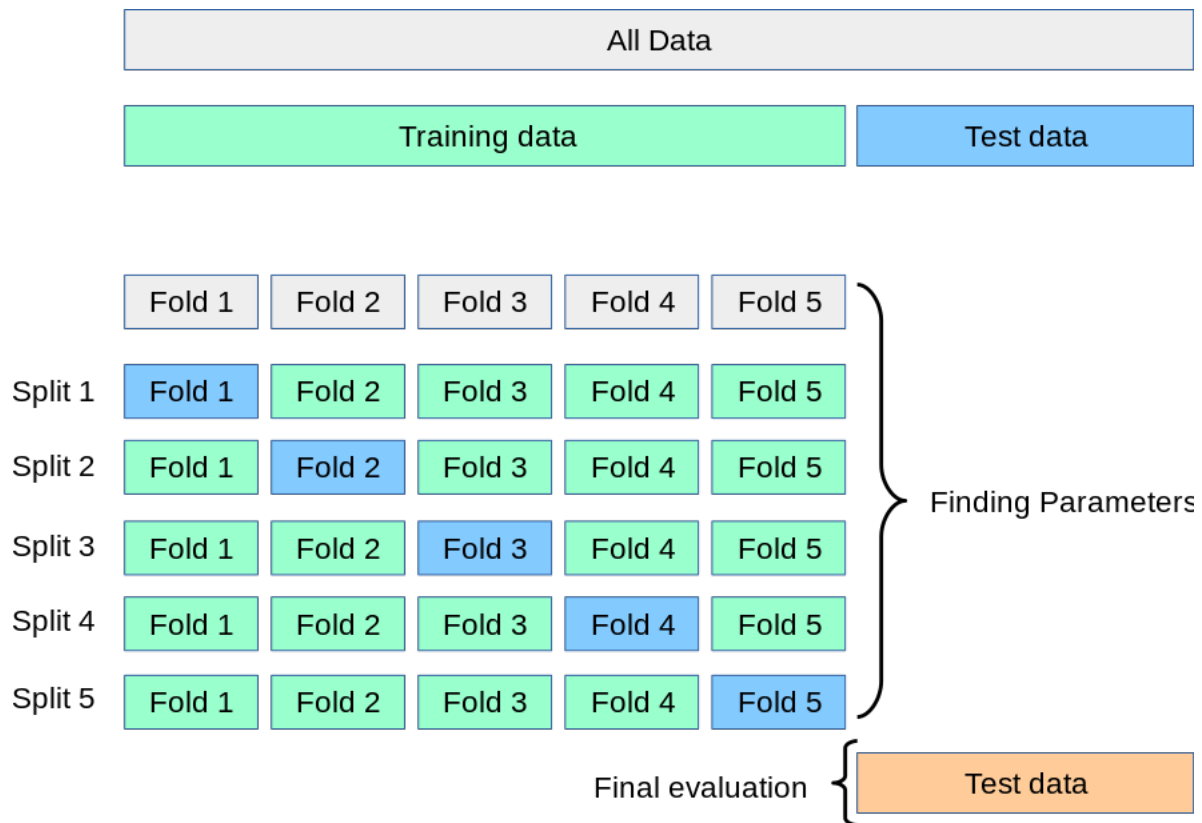 All Data
Training data Test data
Fold 1 Fold 2 Fold 3 Fold 4 Fold 5
Split 1 Fold 1 Fold 2 Fold 3 Fold 4 Fold 5
Split 2 Fold 1 Fold 2 Fold 3 Fold 4 Fold 5
Finding Parameters
Split 3 Fold 1 Fold 2 Fold 3 Fold 4 Fold 5
Split 4 Fold 1 Fold 2 Fold 3 Fold 4 Fold 5
Split 5 Fold 1 Fold 2 Fold 3 Fold 4 Fold 5
Final evaluation Test data